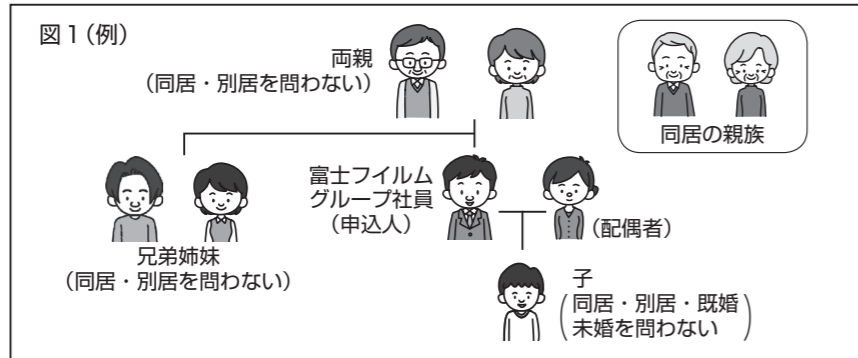 図1（例）
両親
（同居・別居を問わない）
同居の親族
富士フイルム
グループ社員
（申込人）
（配偶者）
兄弟姉妹
（同居・別居を問わない）
子
（同居・別居・既婚
未婚を問わない）